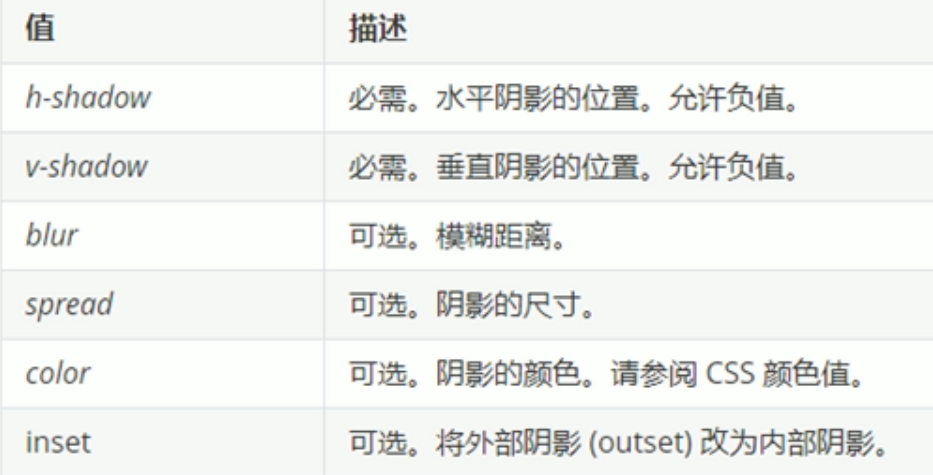 值 描述
h-shadow 必需。水平阴影的位置。允许负值。
v-shadow 必需。垂直阴影的位置。允许负值。
blur 可选。模糊距离。
spread 可选。阴影的尺寸。
color 可选。阴影的颜色。请参阅 CSS 颜色值。
inset 可选。将外部阴影 (outset) 改为内部阴影。